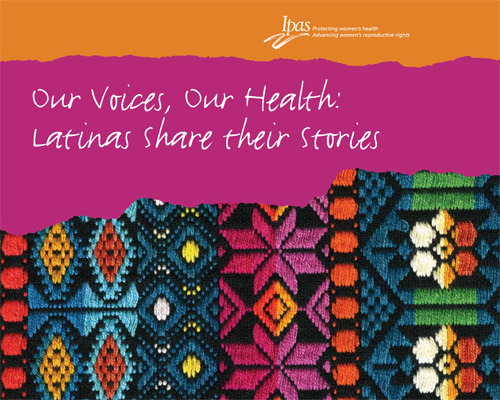 Ipas
Protecting women's health
Advancing women's reproductive rights
Our Voices, Our Health:
Latinas Share their Stories